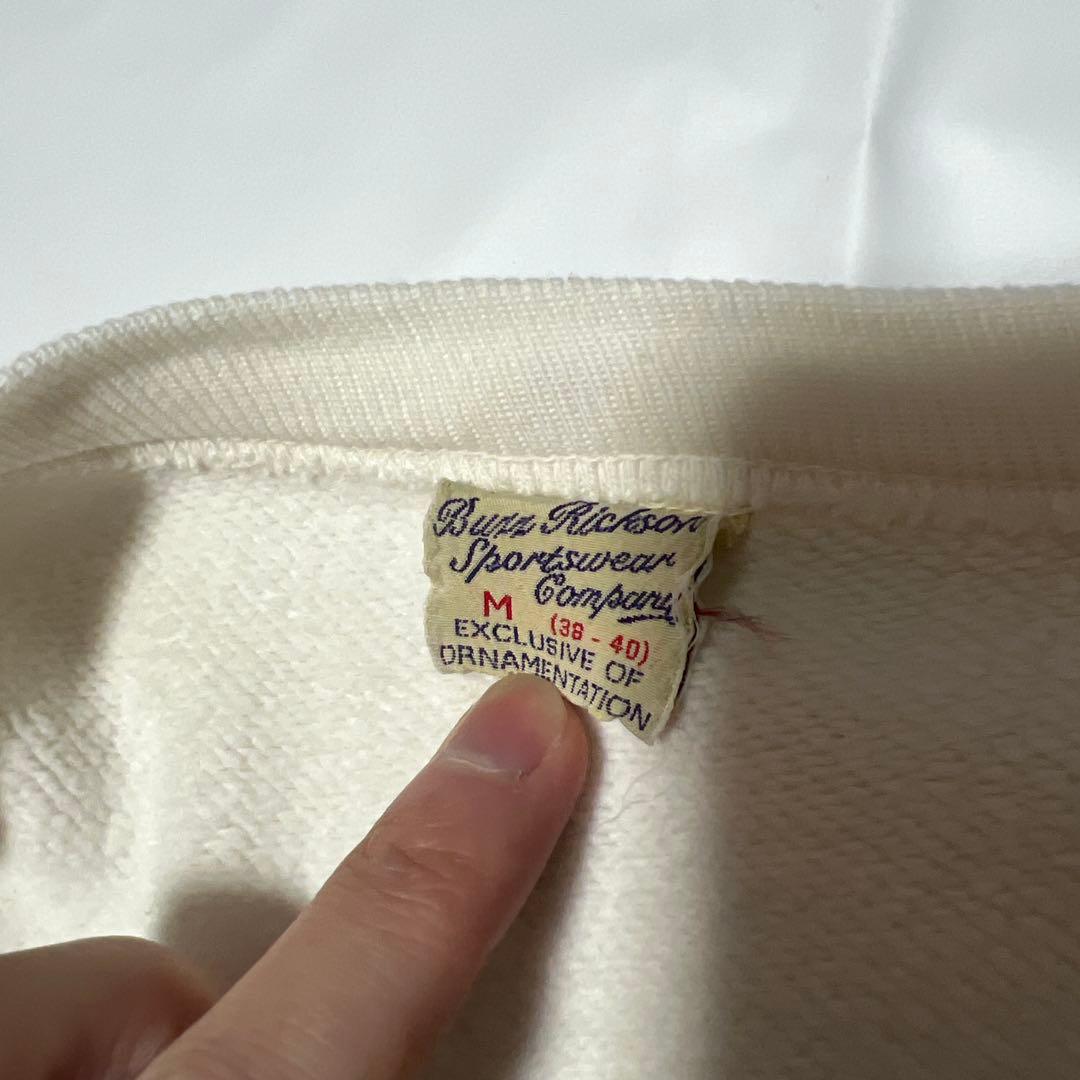 Buzz Rickson
Sportswear
Company
M (38 - 40)
EXCLUSIVE OF
ORNAMENTATION